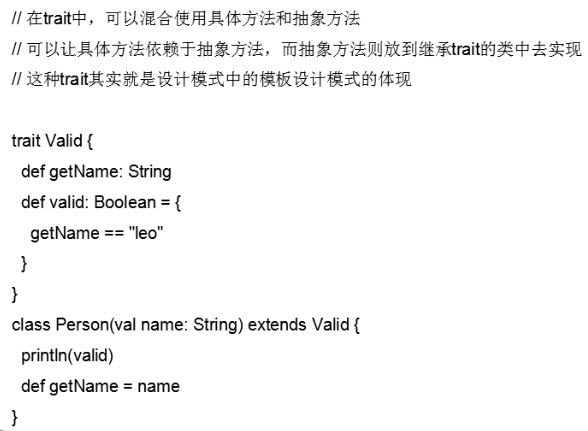 // 在trait中，可以混合使用具体方法和抽象方法
// 可以让具体方法依赖于抽象方法，而抽象方法则放到继承trait的类中去实现
// 这种trait其实就是设计模式中的模板设计模式的体现
trait Valid {
def getName: String
def valid: Boolean = {
getName == "leo"
}
}
class Person(val name: String) extends Valid {
println(valid)
def getName = name
}